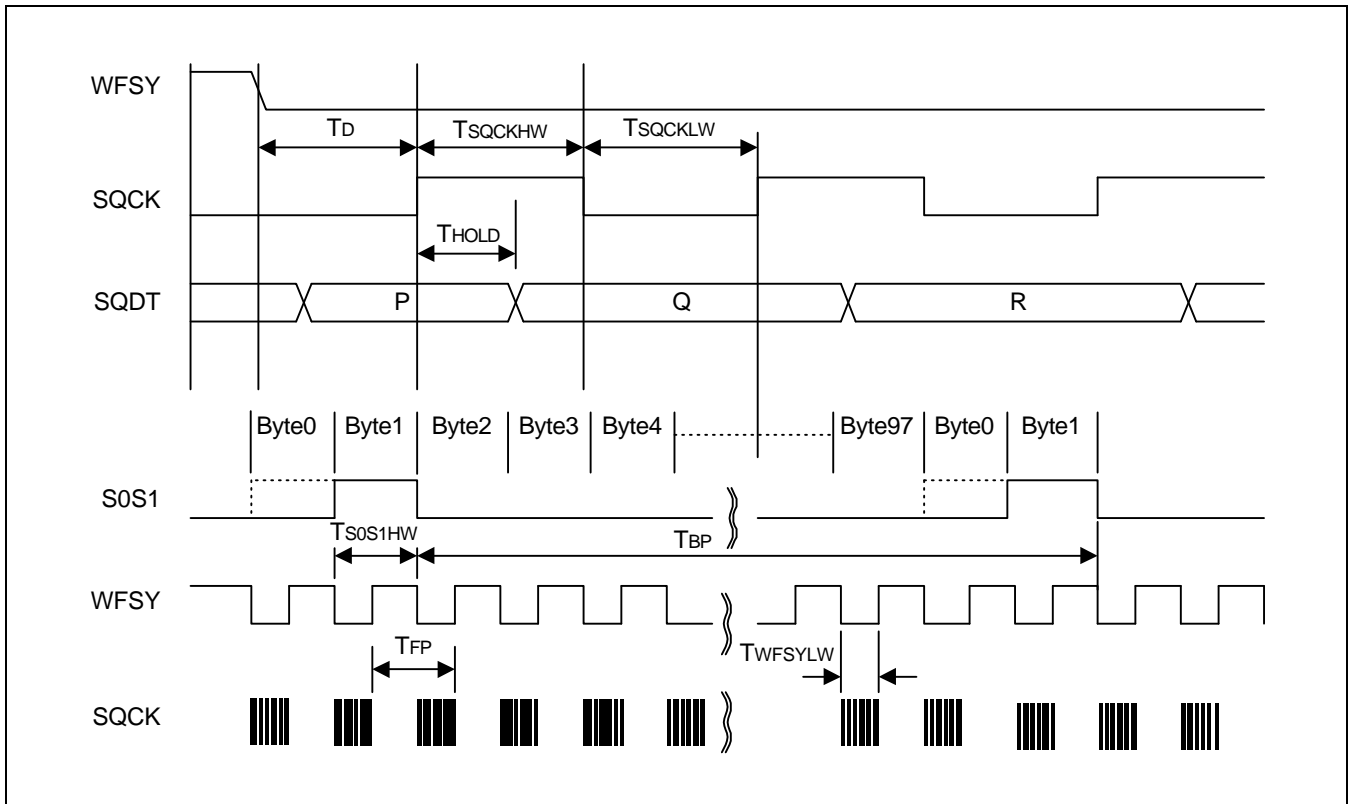 WFSY
TD TSQCKHW TSQCKLW
SQCK
THOLD
SQDT P Q R
Byte0 Byte1 Byte2 Byte3 Byte4 Byte97 Byte0 Byte1
S0S1
TS0S1HW TBP
WFSY
TFP TWFSYLW
SQCK